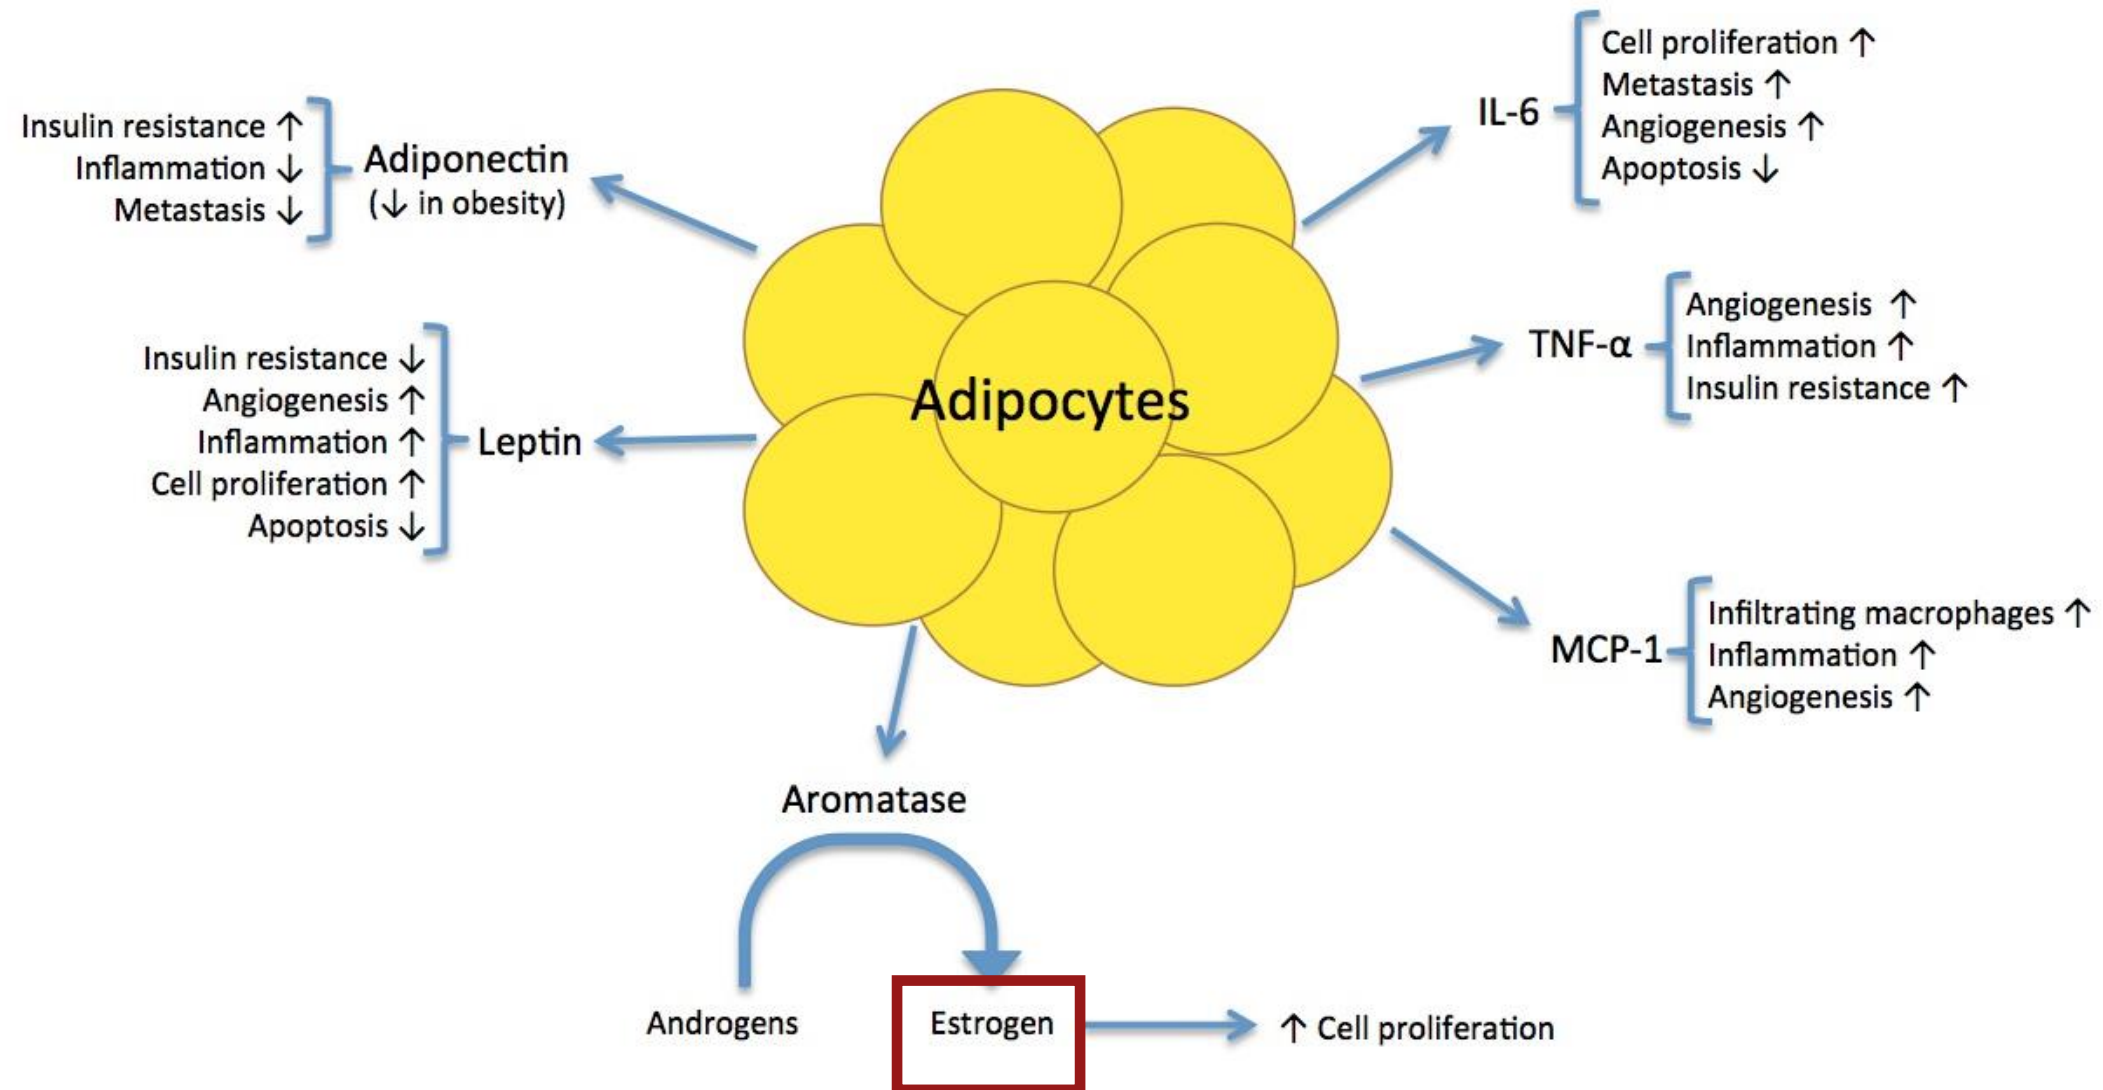 Insulin resistance ↑
Inflammation ↓
Metastasis ↓
Adiponectin
(↓ in obesity)
Insulin resistance ↓
Angiogenesis ↑
Inflammation ↑
Cell proliferation ↑
Apoptosis ↓
Leptin
Adipocytes
IL-6
Cell proliferation ↑
Metastasis ↑
Angiogenesis ↑
Apoptosis ↓
TNF-α
Angiogenesis ↑
Inflammation ↑
Insulin resistance ↑
MCP-1
Infiltrating macrophages ↑
Inflammation ↑
Angiogenesis ↑
Aromatase
Androgens
Estrogen
↑ Cell proliferation